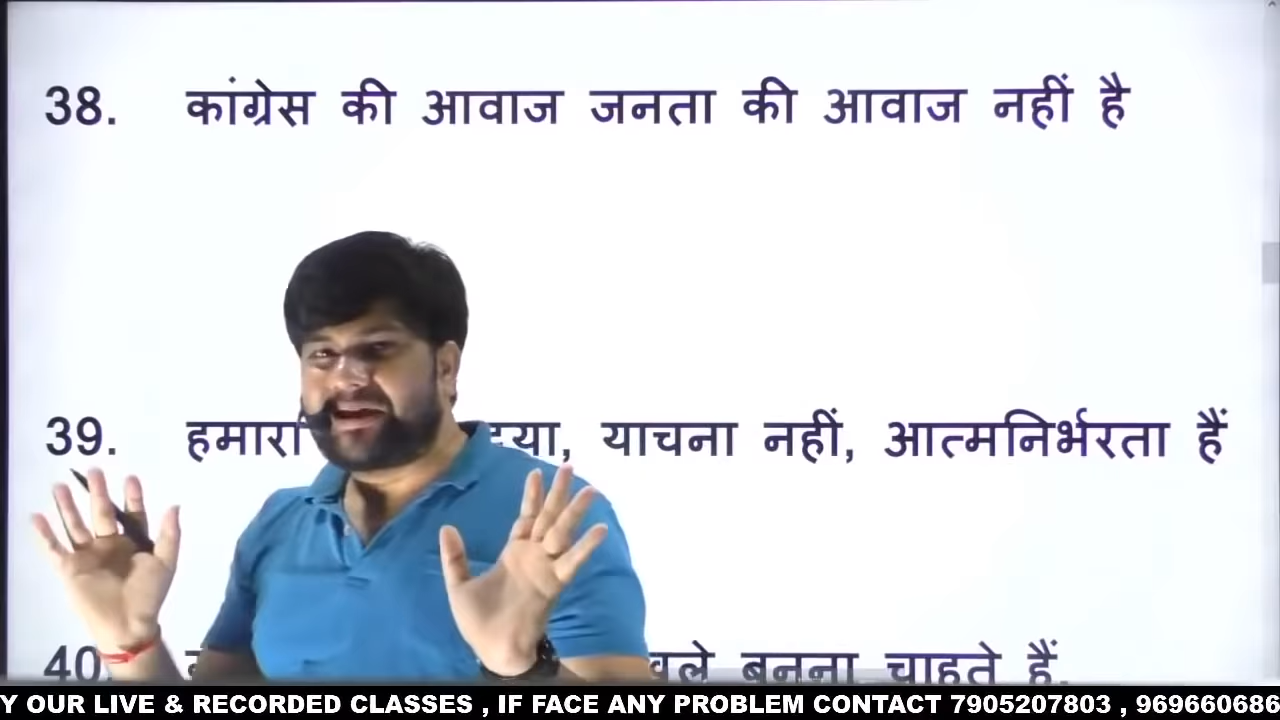 38. कांग्रेस की आवाज जनता की आवाज नहीं है
39. हमारा याचना नहीं, आत्मनिर्भरता हैं
40. बनना चाहते हैं.
Y OUR LIVE & RECORDED CLASSES , IF FACE ANY PROBLEM CONTACT 7905207803 , 969660686